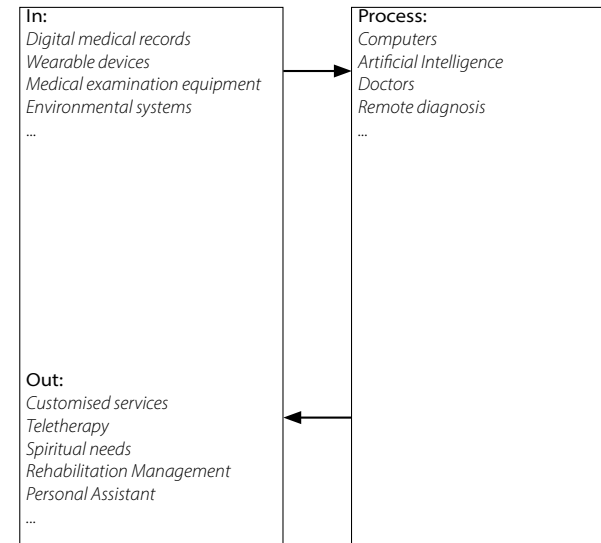 In:
Digital medical records
Wearable devices
Medical examination equipment
Environmental systems
...
Out:
Customised services
Teletherapy
Spiritual needs
Rehabilitation Management
Personal Assistant
...
Process:
Computers
Artificial Intelligence
Doctors
Remote diagnosis
...